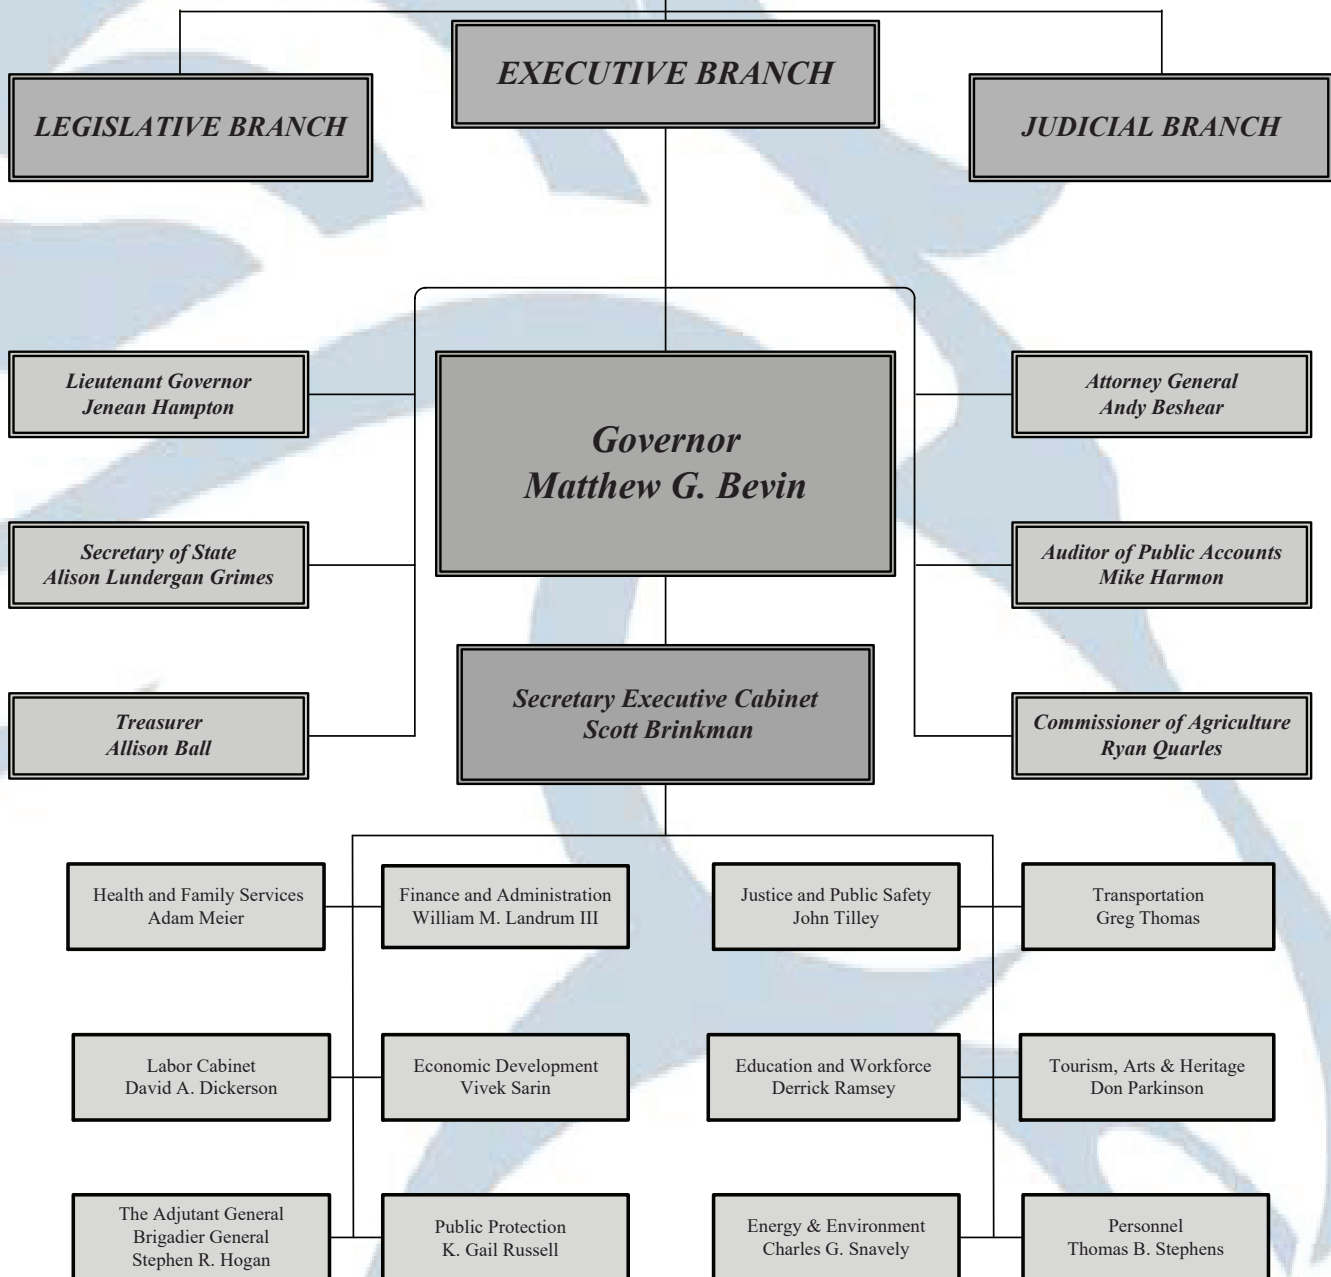 EXECUTIVE BRANCH
LEGISLATIVE BRANCH
JUDICIAL BRANCH
Lieutenant Governor
Jenean Hampton
Governor
Matthew G. Bevin
Attorney General
Andy Beshear
Secretary of State
Alison Lundergan Grimes
Auditor of Public Accounts
Mike Harmon
Secretary Executive Cabinet
Scott Brinkman
Treasurer
Allison Ball
Commissioner of Agriculture
Ryan Quarles
Health and Family Services
Adam Meier
Finance and Administration
William M. Landrum III
Justice and Public Safety
John Tilley
Transportation
Greg Thomas
Labor Cabinet
David A. Dickerson
Economic Development
Vivek Sarin
Education and Workforce
Derrick Ramsey
Tourism, Arts & Heritage
Don Parkinson
The Adjutant General
Brigadier General
Stephen R. Hogan
Public Protection
K. Gail Russell
Energy & Environment
Charles G. Snavely
Personnel
Thomas B. Stephens